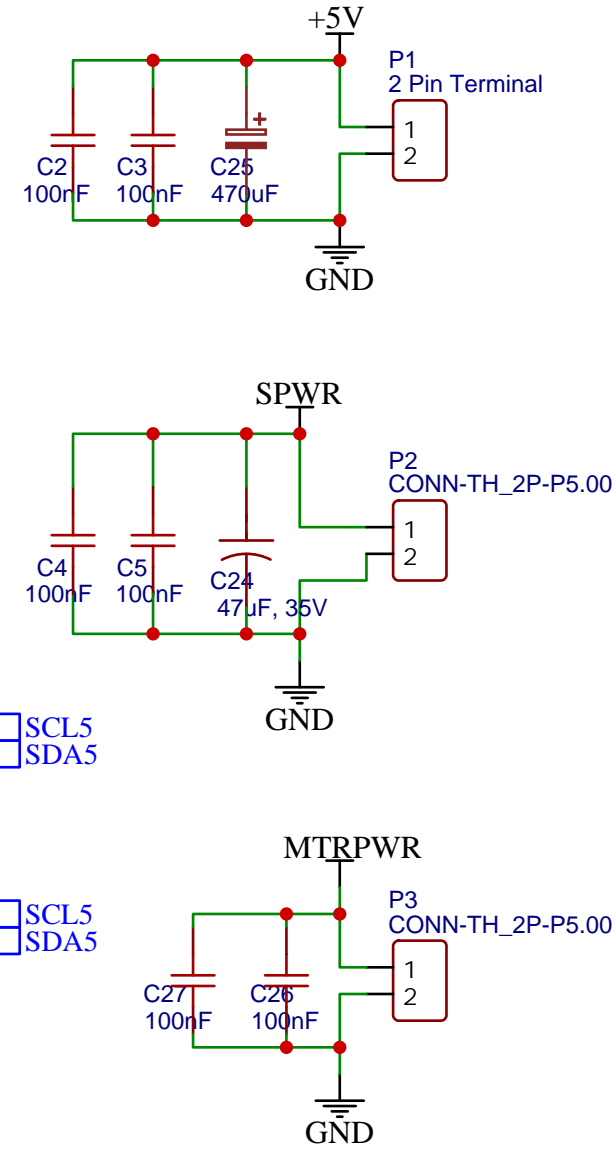 +5V
P1
2 Pin Terminal
1
2
C2
100nF
C3
100nF
+
C25
470uF
GND
SPWR
P2
CONN-TH_2P-P5.00
1
2
C4
100nF
C5
100nF
C24
47uF, 35V
GND
SCL5
SDA5
MTRPWR
P3
CONN-TH_2P-P5.00
1
2
SCL5
SDA5
C27
100nF
C26
100nF
GND